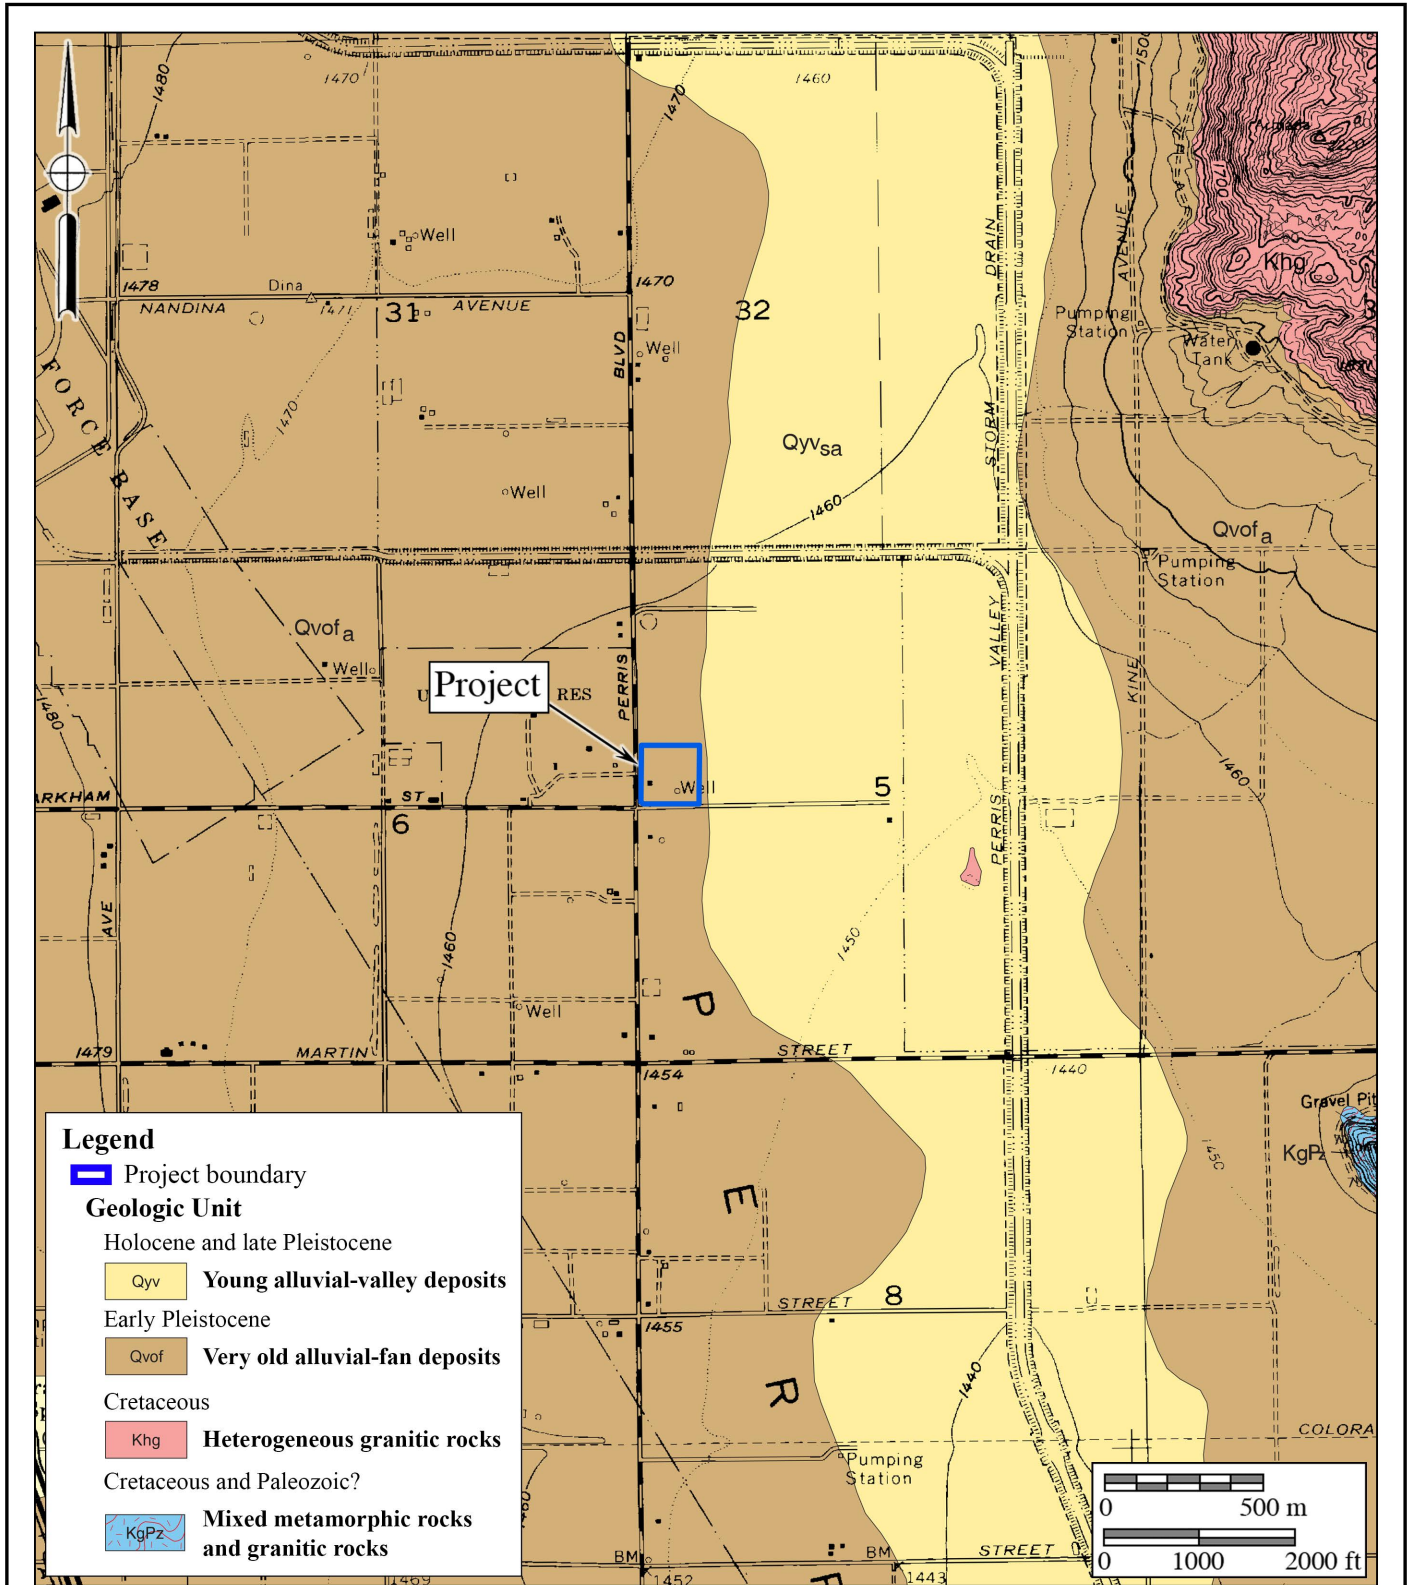 1480
1470
1470
1460
1500
1700
2220
Khg
Well
1478
Dina
1470
NANDINA
1471
31
AVENUE
32
DRAIN
AVENUE
Pumping
Station
Water
Tank
BLVD
Well
FORCE BASE
1470
STORM
Qyvsa
Well
1460
Qvofa
Pumping
Station
Qvofa
Well
VALLEY
KINE
PERRIS
Project
U
RES
1480
1460
Well
5
ARKHAM
ST
6
PERRIS
AVE
1460
1450
Well
P
1479
MARTIN
STREET
1454
1440
Gravel Pit
KgPz
1450
E
STREET
8
1455
1440
R
COLORA
Pumping
Station
1460
BM
BM
STREET
1469
1452
1443
Legend
Project boundary
Geologic Unit
Holocene and late Pleistocene
Qyv
Young alluvial-valley deposits
Early Pleistocene
Qvof
Very old alluvial-fan deposits
Cretaceous
Khg
Heterogeneous granitic rocks
Cretaceous and Paleozoic?
KgPz
Mixed metamorphic rocks
and granitic rocks
0 500 m
0 1000 2000 ft